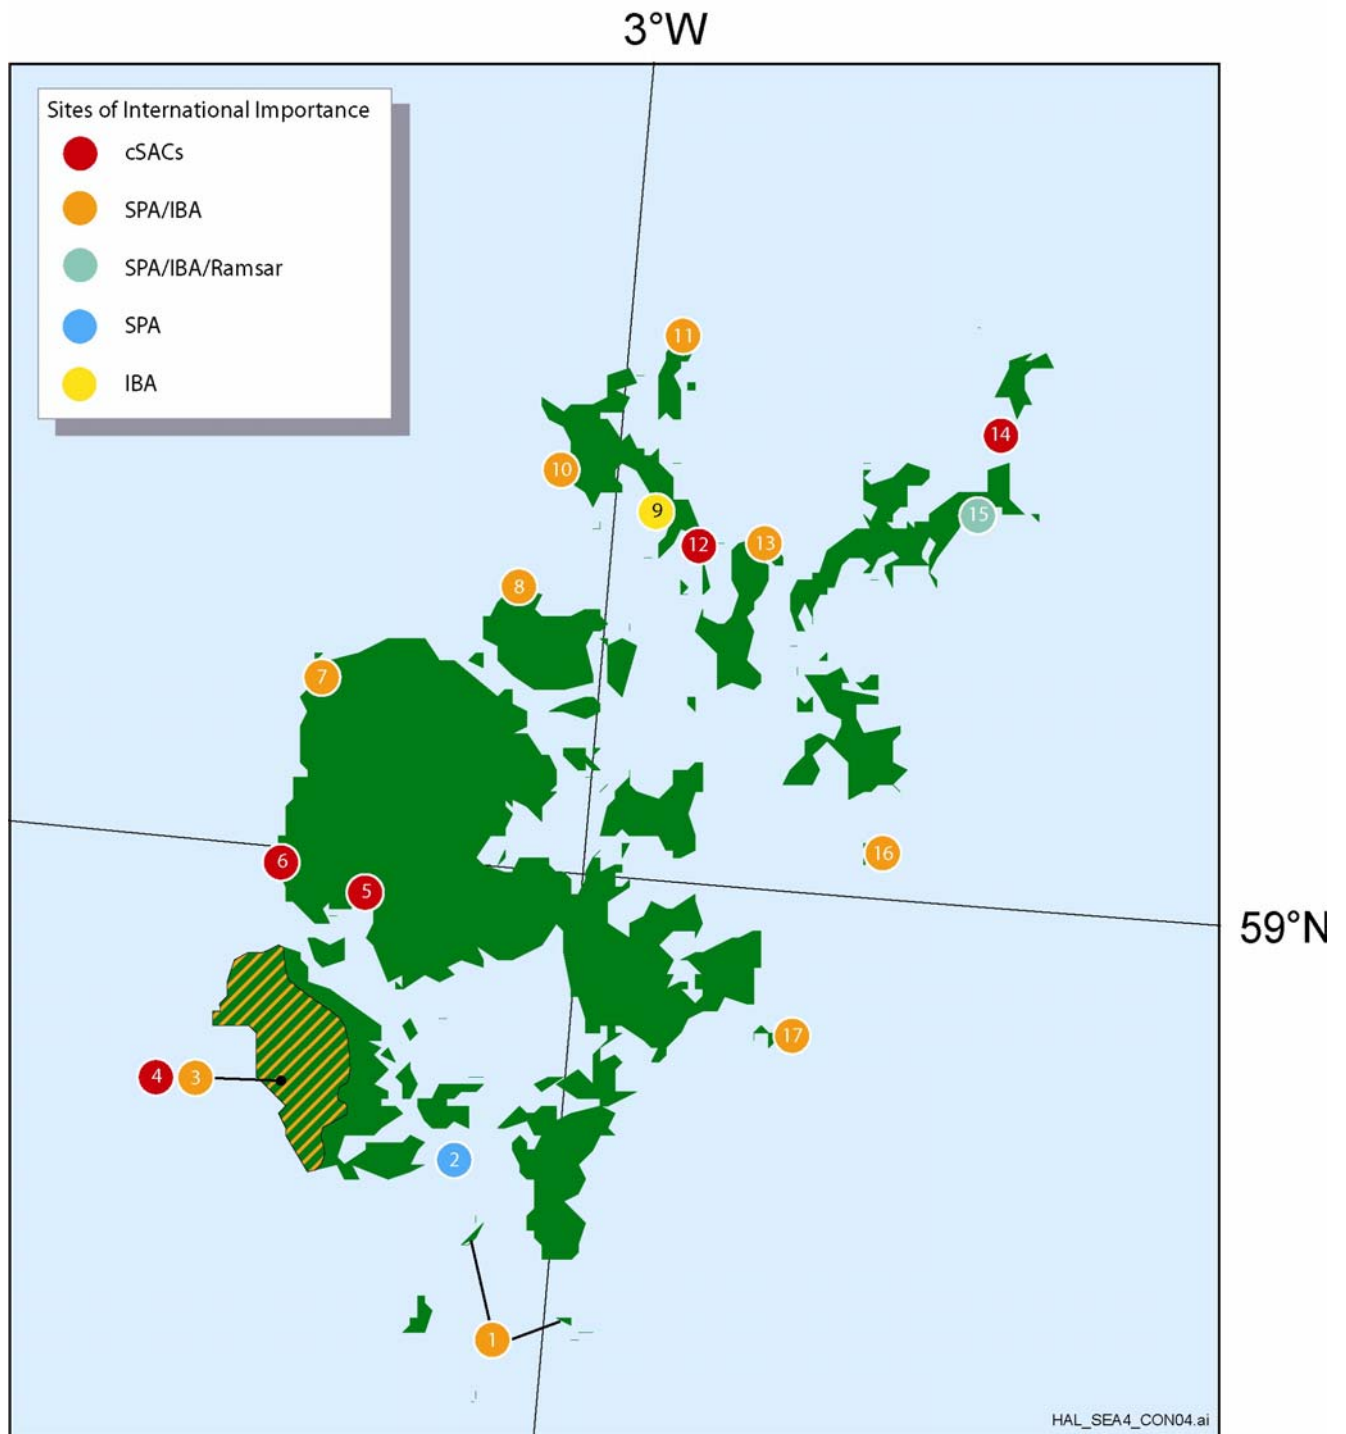 3°W
Sites of International Importance
cSACs
SPA/IBA
SPA/IBA/Ramsar
SPA
IBA
11
14
10
9
15
12
13
8
7
6
16
5
59°N
17
4 3
2
1
HAL_SEA4_CON04.ai